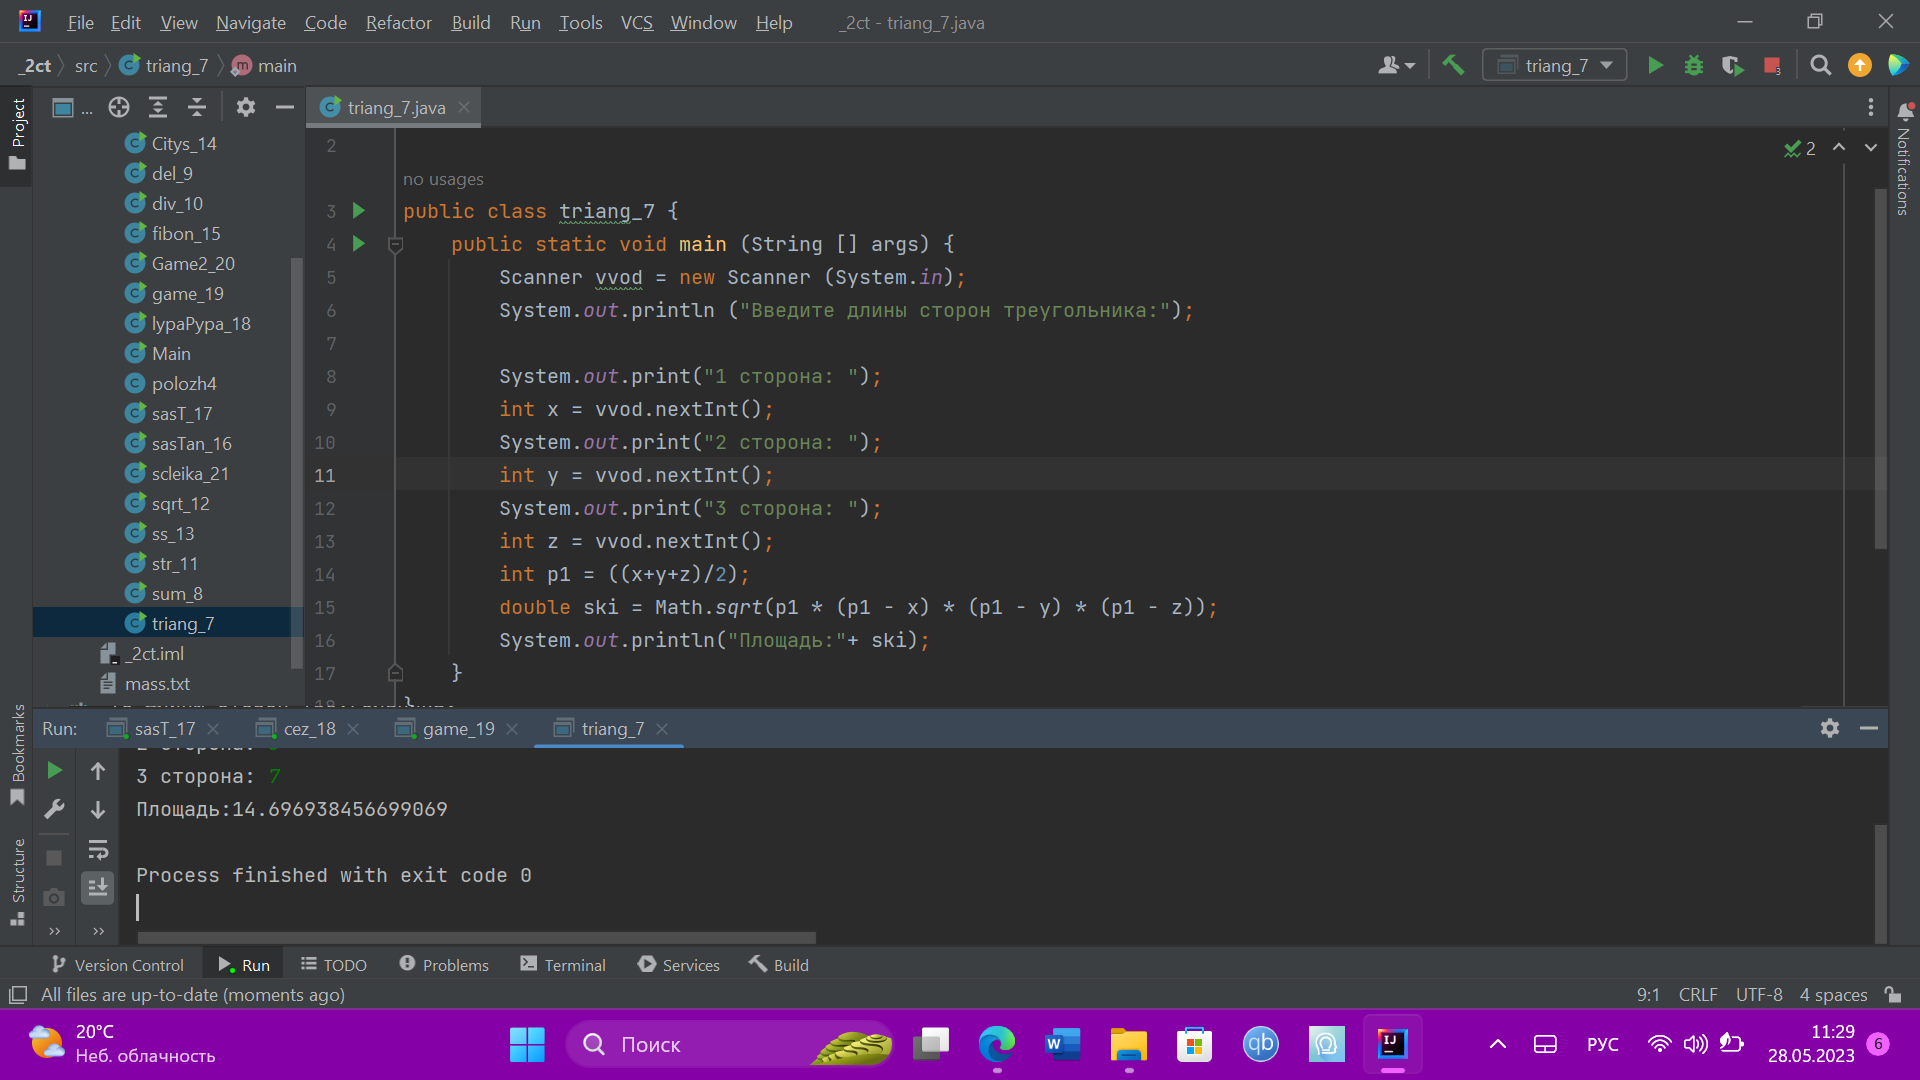 File Edit View Navigate Code Refactor Build Run Tools VCS Window Help _2ct - triang_7.java
_2ct src triang_7 main
triang_7
Project
...
triang_7.java
Citys_14
del_9
div_10
fibon_15
Game2_20
game_19
lypaPypa_18
Main
polozh4
sasT_17
sasTan_16
scleika_21
sqrt_12
ss_13
str_11
sum_8
triang_7
_2ct.iml
mass.txt
2
2
no usages
3 public class triang_7 {
4 public static void main (String [] args) {
5 Scanner vvod = new Scanner (System.in);
6 System.out.println ("Введите длины сторон треугольника:");
7
8 System.out.print("1 сторона: ");
9 int x = vvod.nextInt();
10 System.out.print("2 сторона: ");
11 int y = vvod.nextInt();
12 System.out.print("3 сторона: ");
13 int z = vvod.nextInt();
14 int p1 = ((x+y+z)/2);
15 double ski = Math.sqrt(p1 * (p1 - x) * (p1 - y) * (p1 - z));
16 System.out.println("Площадь:"+ ski);
17 }
}
Notifications
Bookmarks
Structure
Run: sasT_17 cez_18 game_19 triang_7
3 сторона: 7
Площадь:14.696938456699069
Process finished with exit code 0
Version Control Run TODO Problems Terminal Services Build
All files are up-to-date (moments ago)
9:1 CRLF UTF-8 4 spaces
20°C
Неб. облачность
Поиск
РУС
11:29
28.05.2023
6